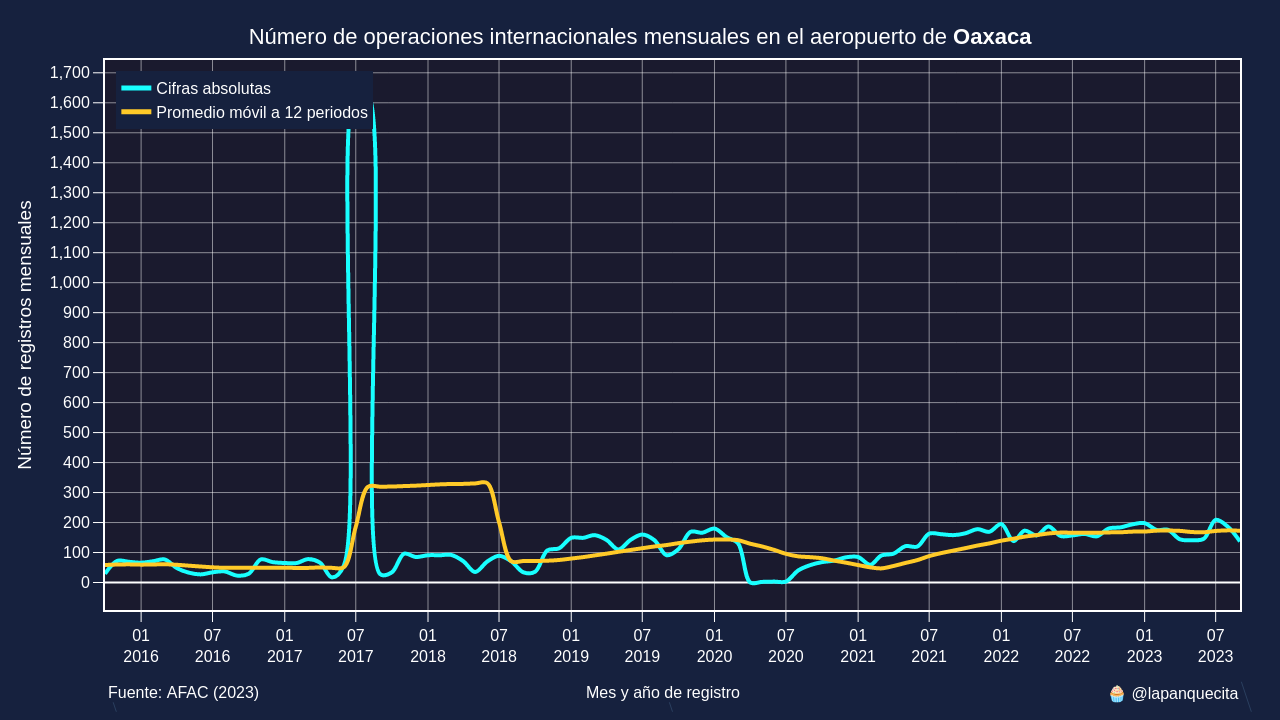 Número de operaciones internacionales mensuales en el aeropuerto de Oaxaca
Cifras absolutas
Promedio móvil a 12 periodos
Número de registros mensuales
1,700
1,600
1,500
1,400
1,300
1,200
1,100
1,000
900
800
700
600
500
400
300
200
100
0
01 07 01 07 01 07 01 07 01 07 01 07 01 07 01 07
2016 2016 2017 2017 2018 2018 2019 2019 2020 2020 2021 2021 2022 2022 2023 2023
Fuente: AFAC (2023)
Mes y año de registro
🧁 @lapanquecita